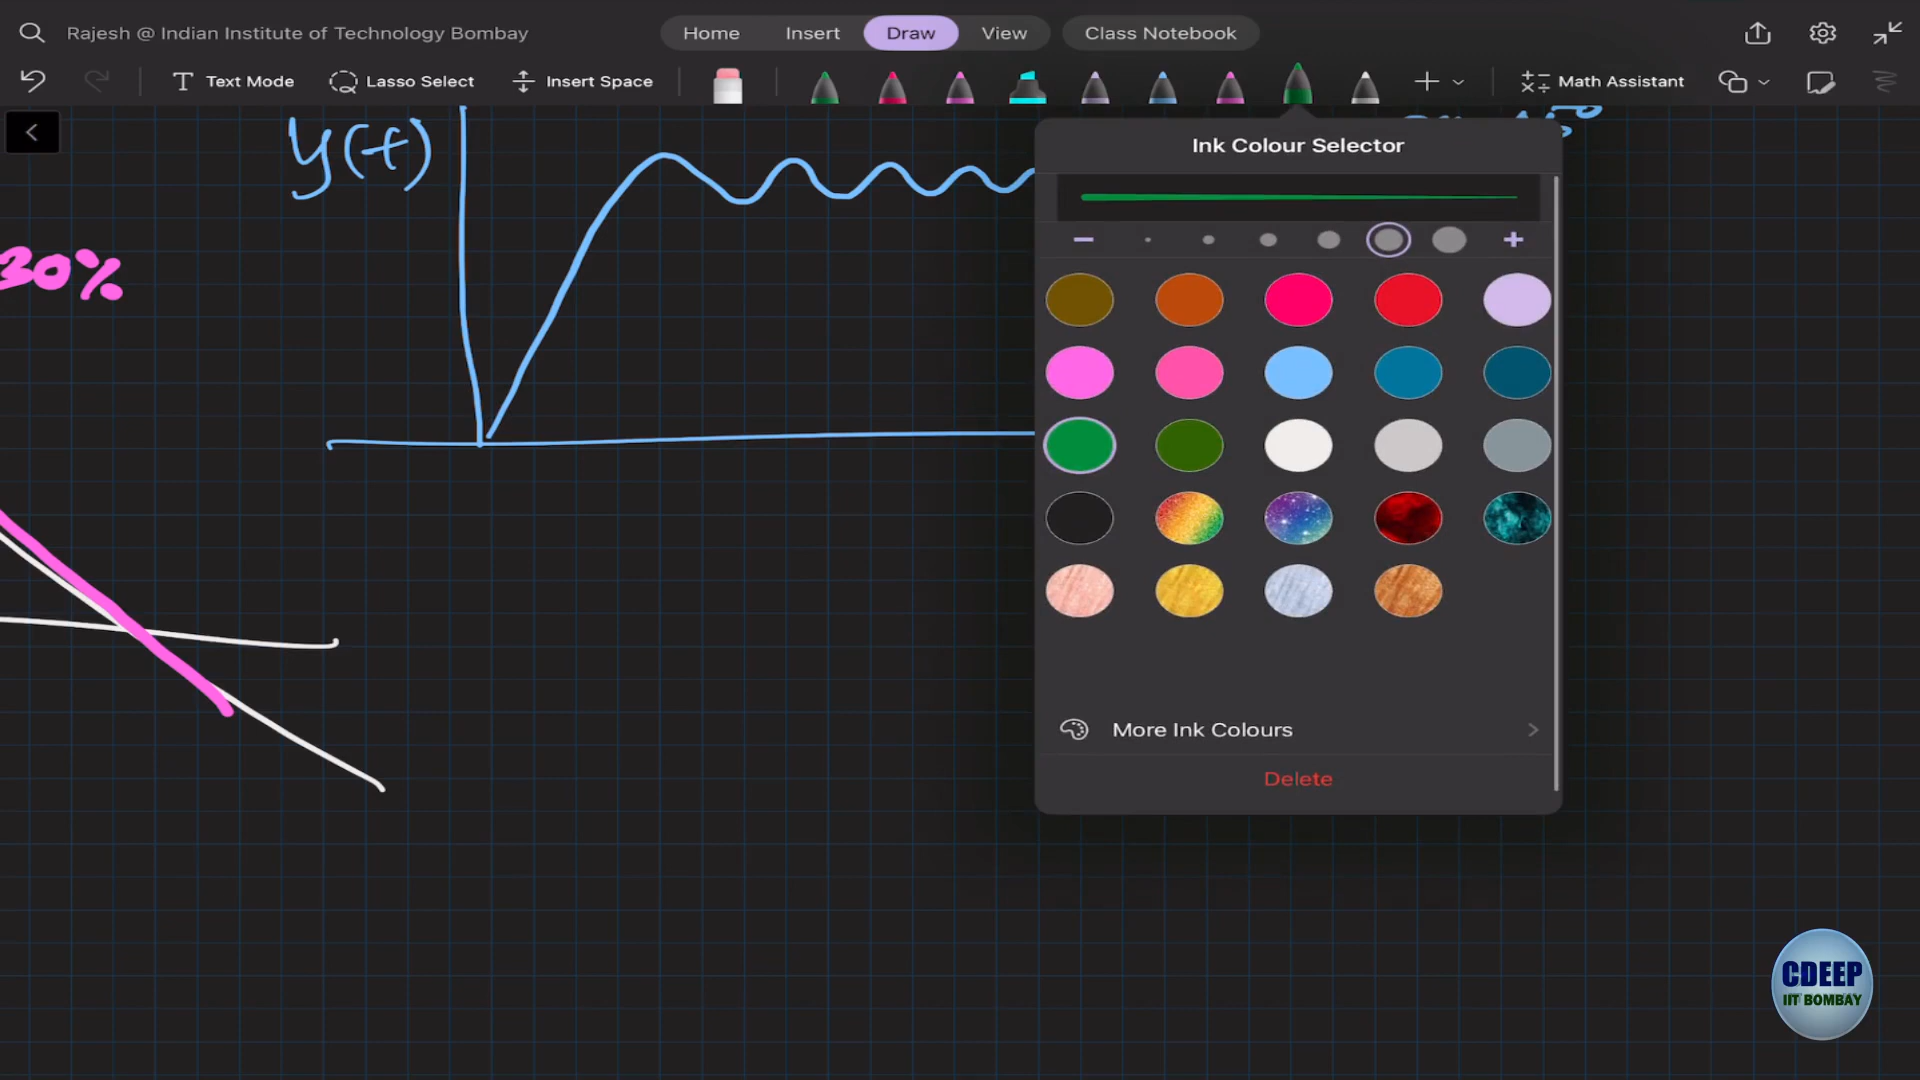 Rajesh @ Indian Institute of Technology Bombay
Home Insert Draw View Class Notebook
Text Mode Lasso Select Insert Space Math Assistant
y(t)
30%
Ink Colour Selector
More Ink Colours
Delete
CDEEP
IIT BOMBAY